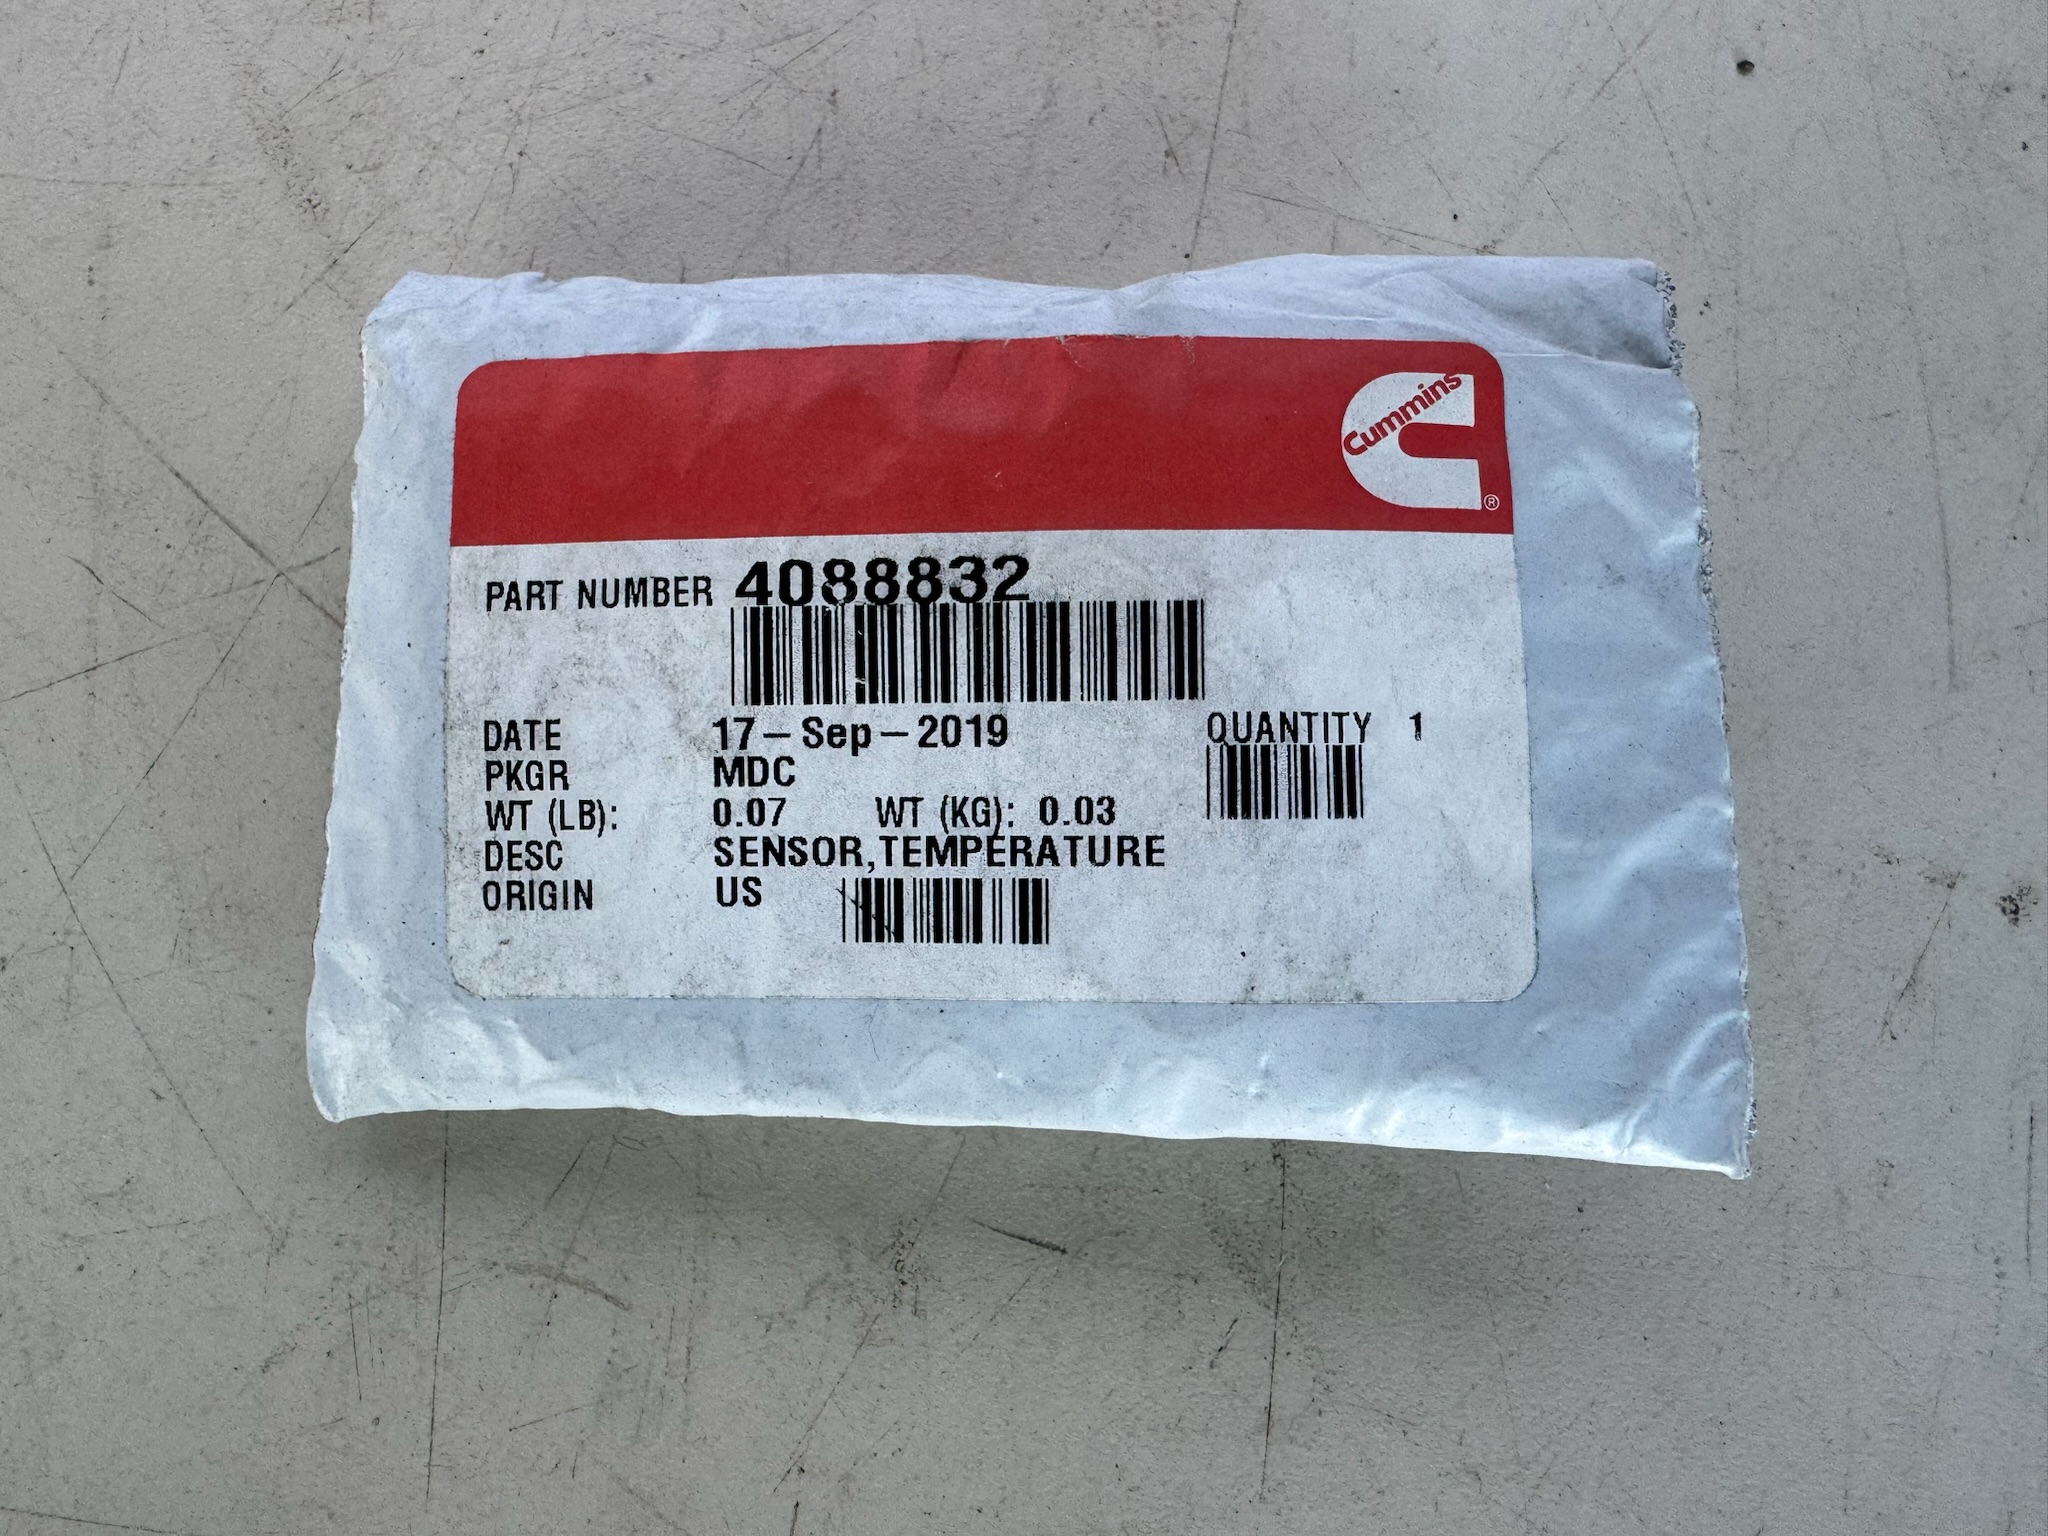 Cummins
®
PART NUMBER 4088832
DATE 17-Sep-2019 QUANTITY 1
PKGR MDC
WT (LB): 0.07 WT (KG): 0.03
DESC SENSOR,TEMPERATURE
ORIGIN US